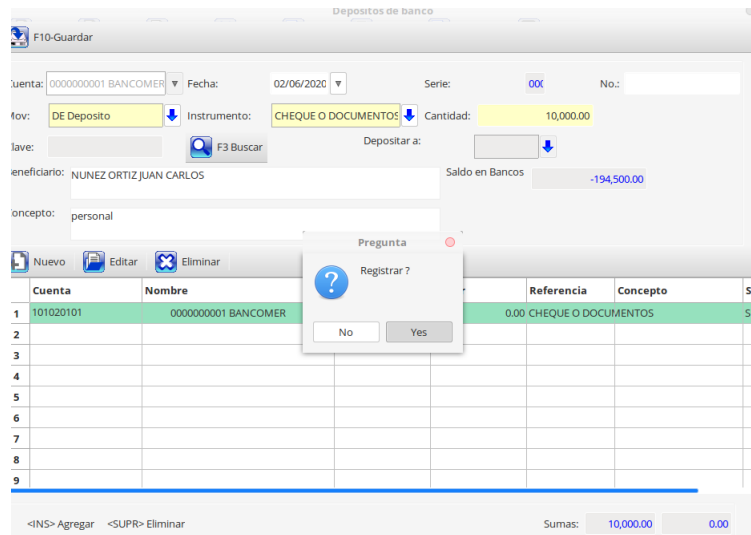 Depositos de banco
F10-Guardar
Cuenta: 0000000001 BANCOMER Fecha: 02/06/2020 Serie: 000 No.:
Mov: DE Deposito Instrumento: CHEQUE O DOCUMENTOS Cantidad: 10,000.00
Clave: F3 Buscar Depositar a:
Beneficiario: NUNEZ ORTIZ JUAN CARLOS Saldo en Bancos -194,500.00
Concepto: personal
Pregunta
Registrar ?
No Yes
Nuevo Editar Eliminar
Cuenta Nombre Referencia Concepto S
1 101020101 0000000001 BANCOMER 0.00 CHEQUE O DOCUMENTOS S
2
3
4
5
6
7
8
9
<INS> Agregar <SUPR> Eliminar Sumas: 10,000.00 0.00